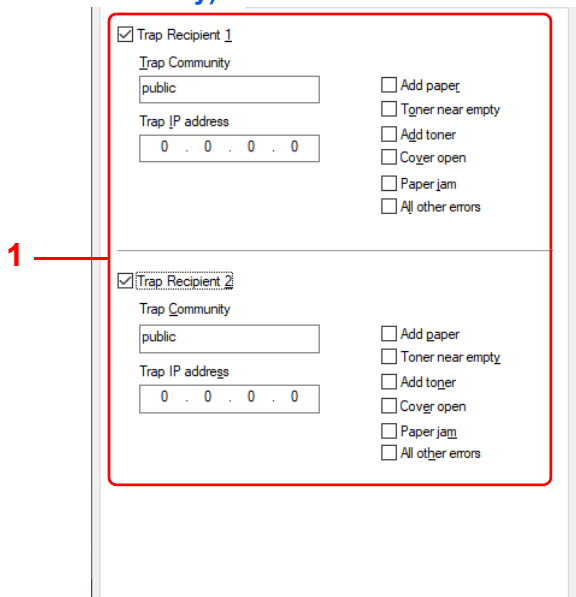 Trap Recipient 1
Trap Community
public
Trap IP address
0 . 0 . 0 . 0
Add paper
Toner near empty
Add toner
Cover open
Paper jam
All other errors
1
Trap Recipient 2
Trap Community
public
Trap IP address
0 . 0 . 0 . 0
Add paper
Toner near empty
Add toner
Cover open
Paper jam
All other errors